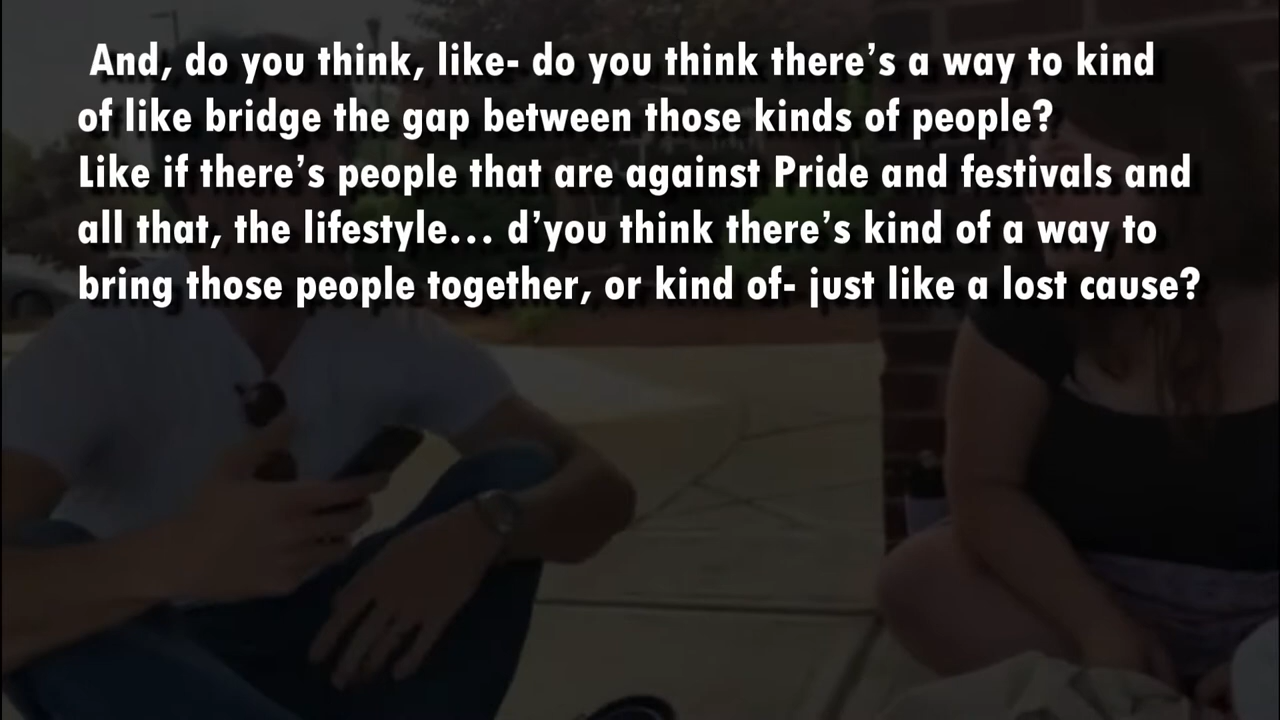 And, do you think, like- do you think there’s a way to kind
of like bridge the gap between those kinds of people?
Like if there’s people that are against Pride and festivals and
all that, the lifestyle… d’you think there’s kind of a way to
bring those people together, or kind of- just like a lost cause?